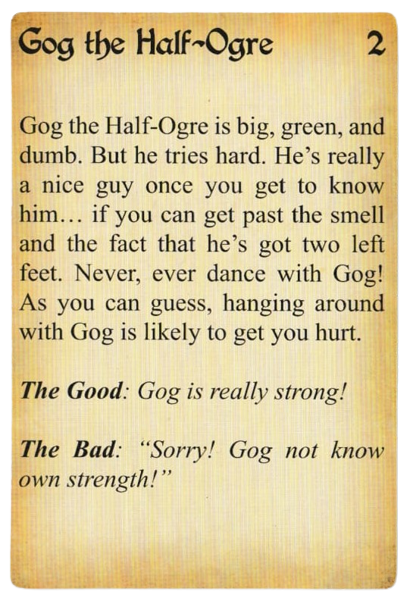 Gog the Half-Ogre 2
Gog the Half-Ogre is big, green, and
dumb. But he tries hard. He's really
a nice guy once you get to know
him… if you can get past the smell
and the fact that he's got two left
feet. Never, ever dance with Gog!
As you can guess, hanging around
with Gog is likely to get you hurt.
The Good: Gog is really strong!
The Bad: “Sorry! Gog not know
own strength!”